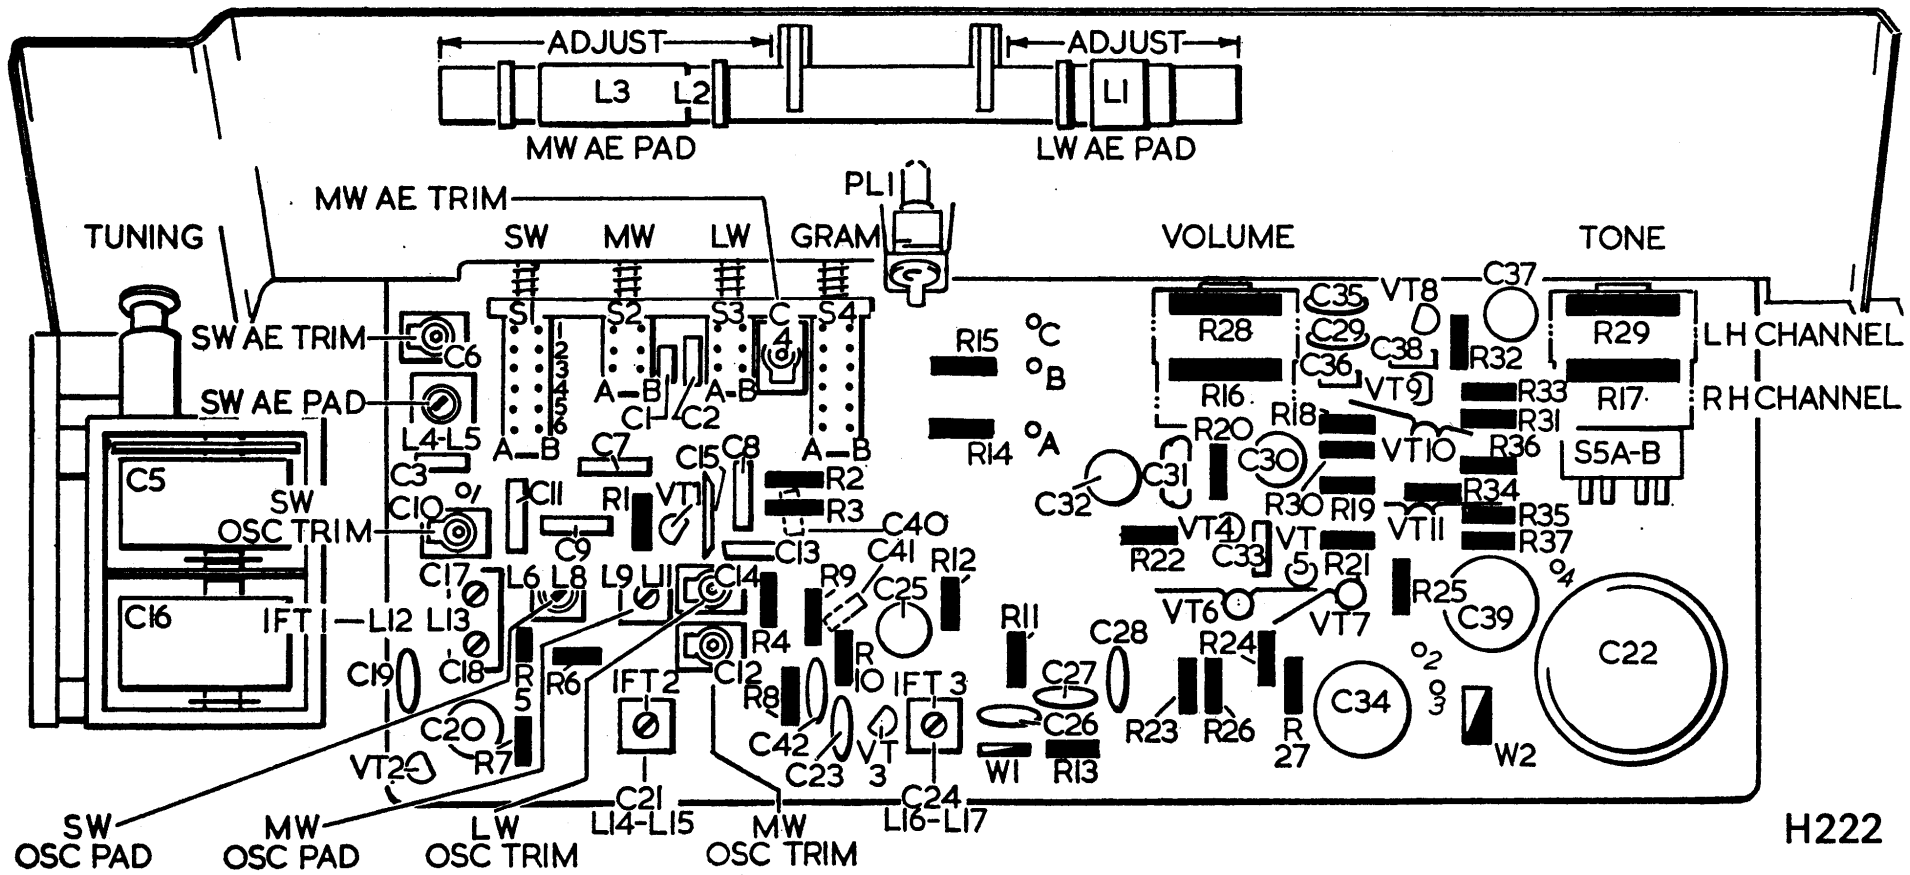 ADJUST ADJUST
L3 L2 L1
MW AE PAD LW AE PAD
PL1
MW AE TRIM
TUNING SW MW LW GRAM VOLUME TONE
C37
C35 VT8
S1 S2 S3 C S4
SW AE TRIM C6 1 4 R15 C R28 C29 R32 R29 LH CHANNEL
2
3 C36 C38
4 A-B A-B B VT9 R33
SW AE PAD 5 C1 C2 R16 R17 RH CHANNEL
6 R18 R31
L4-L5 A-B A-B R14 A R20 VT10 R36 S5A-B
C3 C7 C15 C8 C31 C30
C5 R2
SW C10 C11 R1 VT1 R3 C32 R30 R19 R34
OSC TRIM C9 C40 R22 VT4 VT11 R35
C13 C41 C33 VT R37
C17 L6 L8 L9 L11 C14 R9 R12 5 R21 4
C25 R25
C16 IFT1-L12 L13 R4 R11 VT6 VT7 C39
C28 R24
C19 C18 R C12 R 2 C22
5 R6 IFT2 R8 10 IFT3 C27 3
C20 C26 C34
R7 C42 VT R23 R26 R W2
VT2 C23 3 W1 R13 27
C21 C24
SW MW LW L14-L15 MW L16-L17 H222
OSC PAD OSC PAD OSC TRIM OSC TRIM